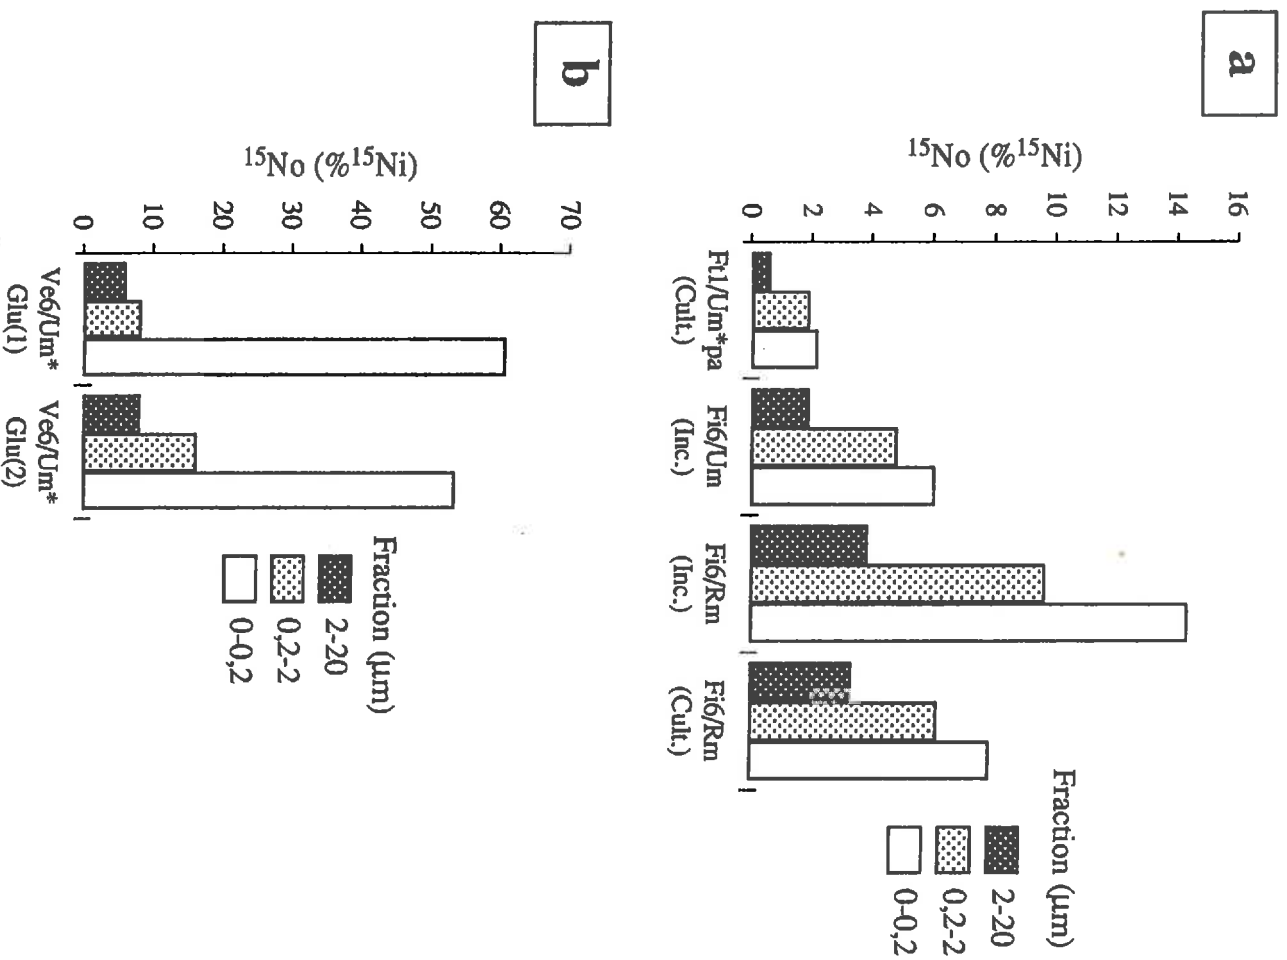 a
¹⁵No (%¹⁵Ni)
16
14
12
10
8
6
4
2
0
Ft1/Um*pa
(Cult.)
Fi6/Um
(Inc.)
Fi6/Rm
(Inc.)
Fi6/Rm
(Cult.)
Fraction (μm)
2-20
0,2-2
0-0,2
b
¹⁵No (%¹⁵Ni)
70
60
50
40
30
20
10
0
Ve6/Um*
Glu(1)
Ve6/Um*
Glu(2)
Fraction (μm)
2-20
0,2-2
0-0,2